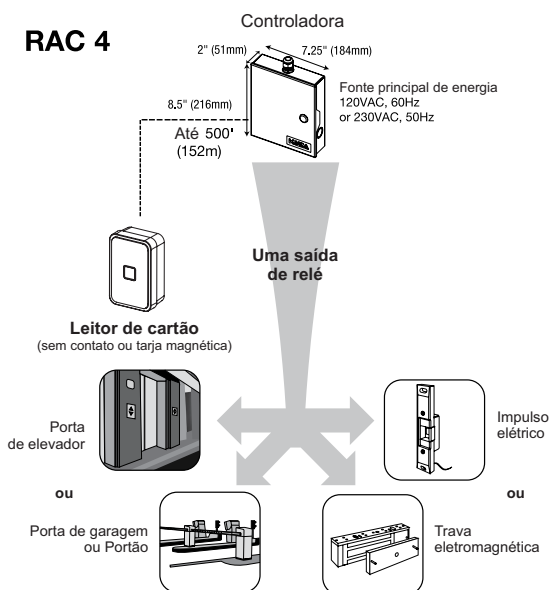 RAC 4
Controladora
2" (51mm)
7.25" (184mm)
8.5" (216mm)
Fonte principal de energia
120VAC, 60Hz
or 230VAC, 50Hz
Até 500'
(152m)
Uma saída
de relé
Leitor de cartão
(sem contato ou tarja magnética)
Porta
de elevador
Impulso
elétrico
ou
ou
Porta de garagem
ou Portão
Trava
eletromagnética